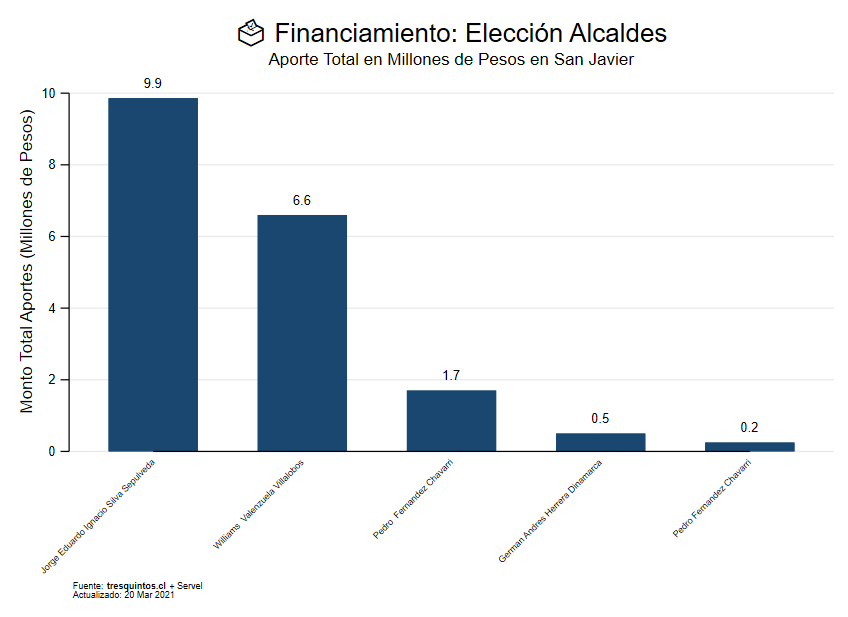 Financiamiento: Elección Alcaldes
Aporte Total en Millones de Pesos en San Javier
Monto Total Aportes (Millones de Pesos)
10
8
6
4
2
0
9.9
6.6
1.7
0.5
0.2
Jorge Eduardo Ignacio Silva Sepulveda
Williams  Valenzuela Villalobos
Pedro  Fernandez Chavarri
German Andres Herrera Dinamarca
Pedro Fernandez Chavarri
Fuente: tresquintos.cl + Servel
Actualizado: 20 Mar 2021